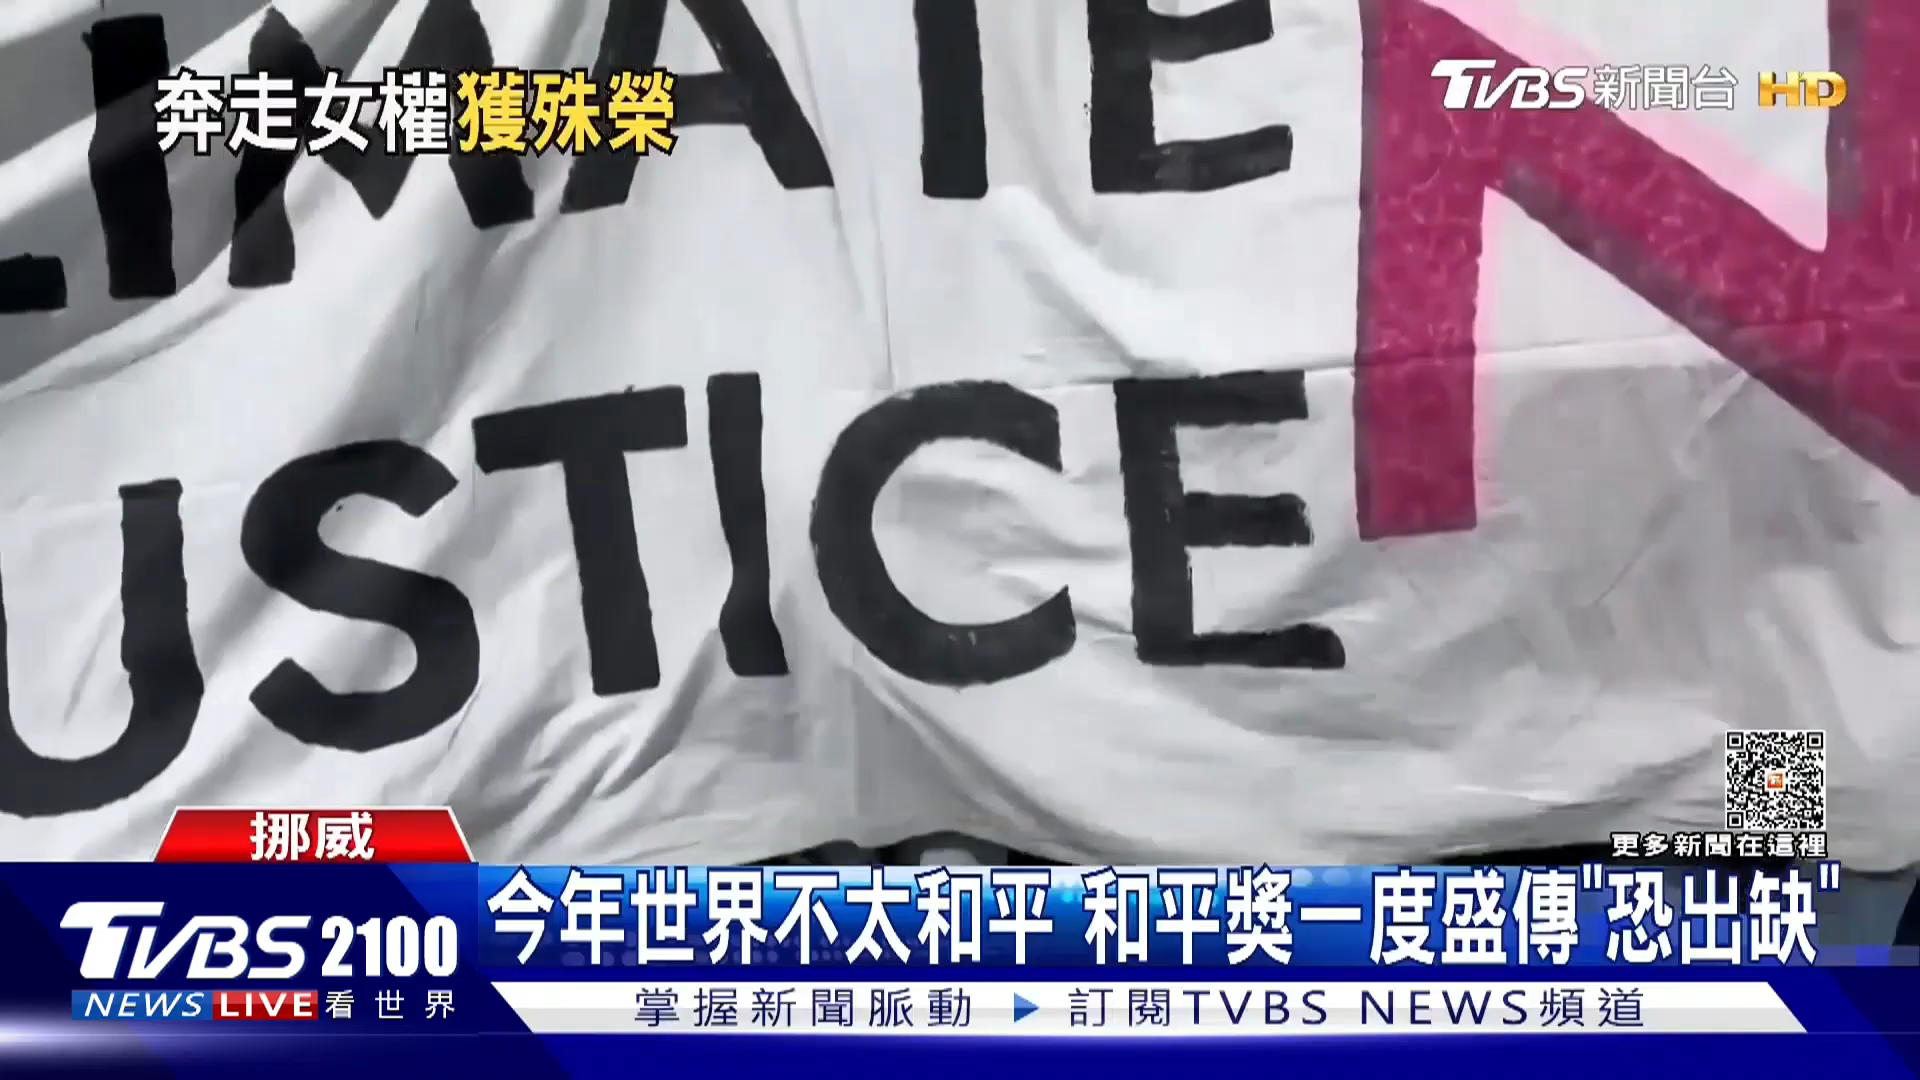 奔走女權獲殊榮
TVBS新聞台 HD
LIMATE N
USTICE
更多新聞在這裡
挪威
今年世界不太和平 和平獎一度盛傳"恐出缺"
TVBS 2100
NEWS LIVE 看世界
掌握新聞脈動 ▶ 訂閱TVBS NEWS頻道